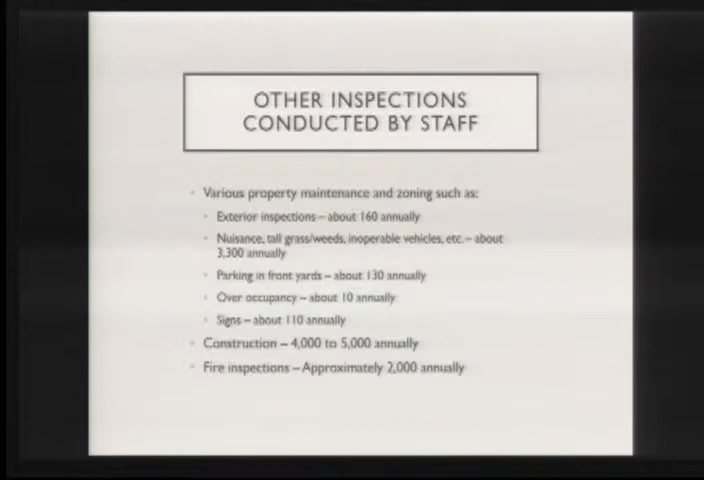 OTHER INSPECTIONS
CONDUCTED BY STAFF
• Various property maintenance and zoning such as:
• Exterior inspections – about 160 annually
• Nuisance, tall grass/weeds, inoperable vehicles, etc. – about
3,300 annually
• Parking in front yards – about 130 annually
• Over occupancy – about 10 annually
• Signs – about 110 annually
• Construction – 4,000 to 5,000 annually
• Fire inspections – Approximately 2,000 annually